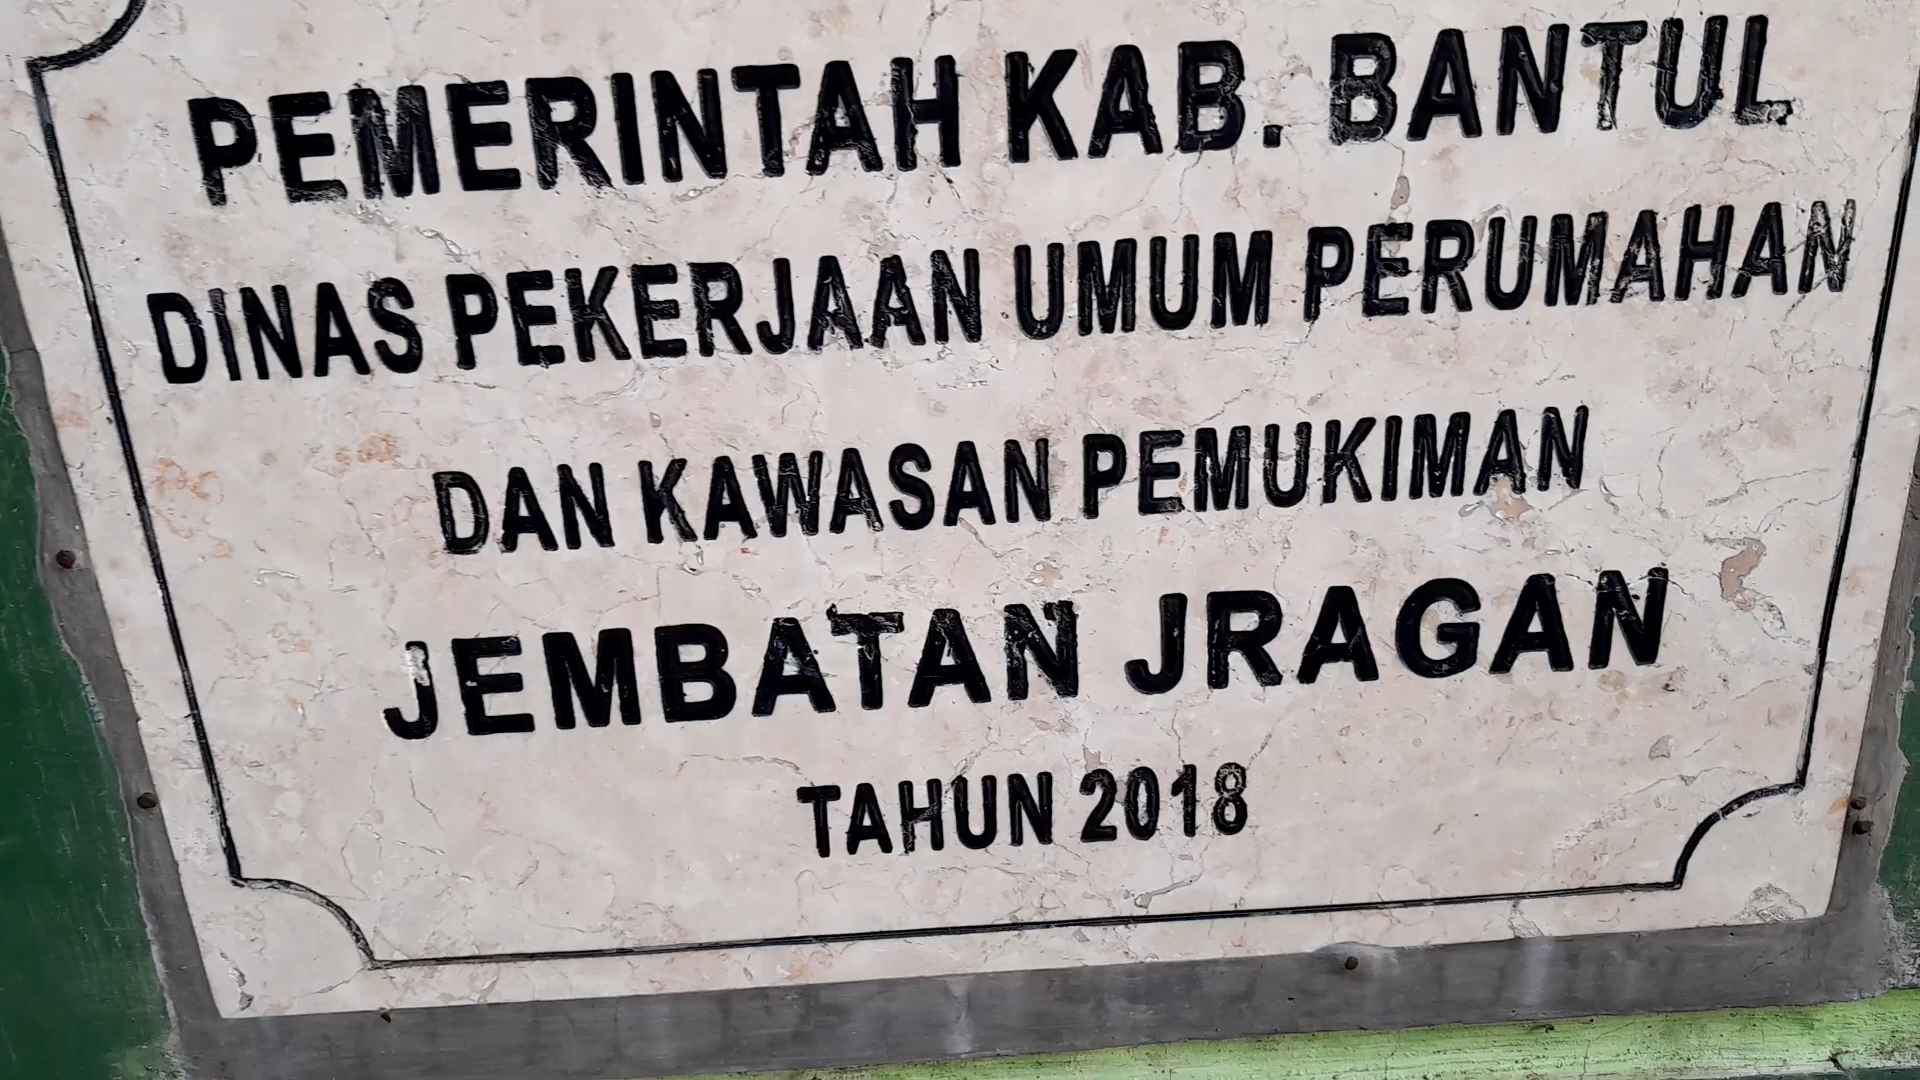 PEMERINTAH KAB. BANTUL
DINAS PEKERJAAN UMUM PERUMAHAN
DAN KAWASAN PEMUKIMAN
JEMBATAN JRAGAN
TAHUN 2018